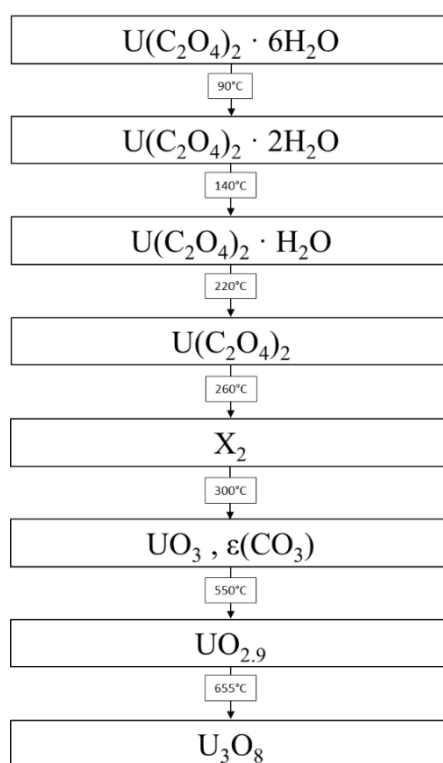 U(C₂O₄)₂ · 6H₂O
90°C
U(C₂O₄)₂ · 2H₂O
140°C
U(C₂O₄)₂ · H₂O
220°C
U(C₂O₄)₂
260°C
X₂
300°C
UO₃ , ε(CO₃)
550°C
UO₂.₉
655°C
U₃O₈